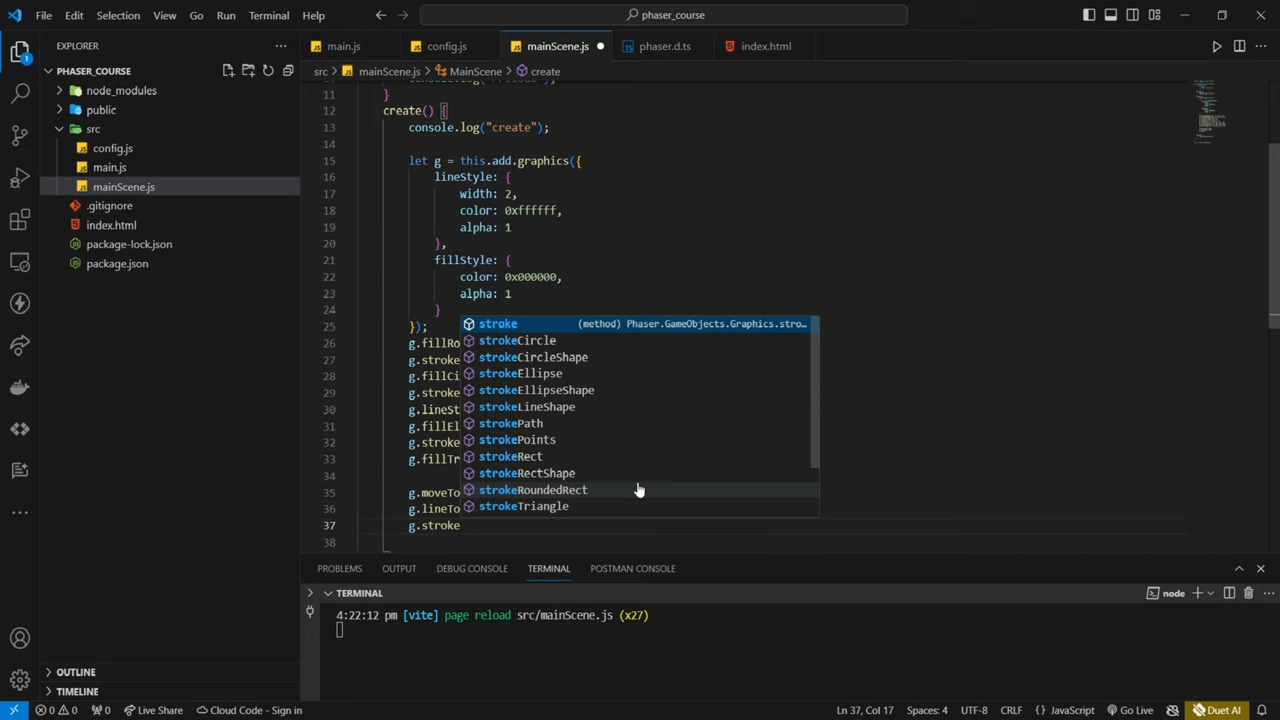 File Edit Selection View Go Run Terminal Help
phaser_course
EXPLORER
main.js
config.js
mainScene.js
phaser.d.ts
index.html
PHASER_COURSE
src > mainScene.js > MainScene > create
node_modules
public
src
config.js
main.js
mainScene.js
.gitignore
index.html
package-lock.json
package.json
11 }
12 create() {
13 console.log("create");
14
15 let g = this.add.graphics({
16 lineStyle: {
17 width: 2,
18 color: 0xffffff,
19 alpha: 1
20 },
21 fillStyle: {
22 color: 0x000000,
23 alpha: 1
24 }
25 });
26 g.fillRo
27 g.stroke
28 g.fillCi
29 g.stroke
30 g.lineSt
31 g.fillEl
32 g.stroke
33 g.fillTr
34
35 g.moveTo
36 g.lineTo
37 g.stroke
38
stroke (method) Phaser.GameObjects.Graphics.stro...
strokeCircle
strokeCircleShape
strokeEllipse
strokeEllipseShape
strokeLineShape
strokePath
strokePoints
strokeRect
strokeRectShape
strokeRoundedRect
strokeTriangle
PROBLEMS OUTPUT DEBUG CONSOLE TERMINAL POSTMAN CONSOLE
TERMINAL
node
4:22:12 pm [vite] page reload src/mainScene.js (x27)
OUTLINE
TIMELINE
0 0 0 Live Share Cloud Code - Sign in Ln 37, Col 17 Spaces: 4 UTF-8 CRLF {} JavaScript Go Live Duet AI